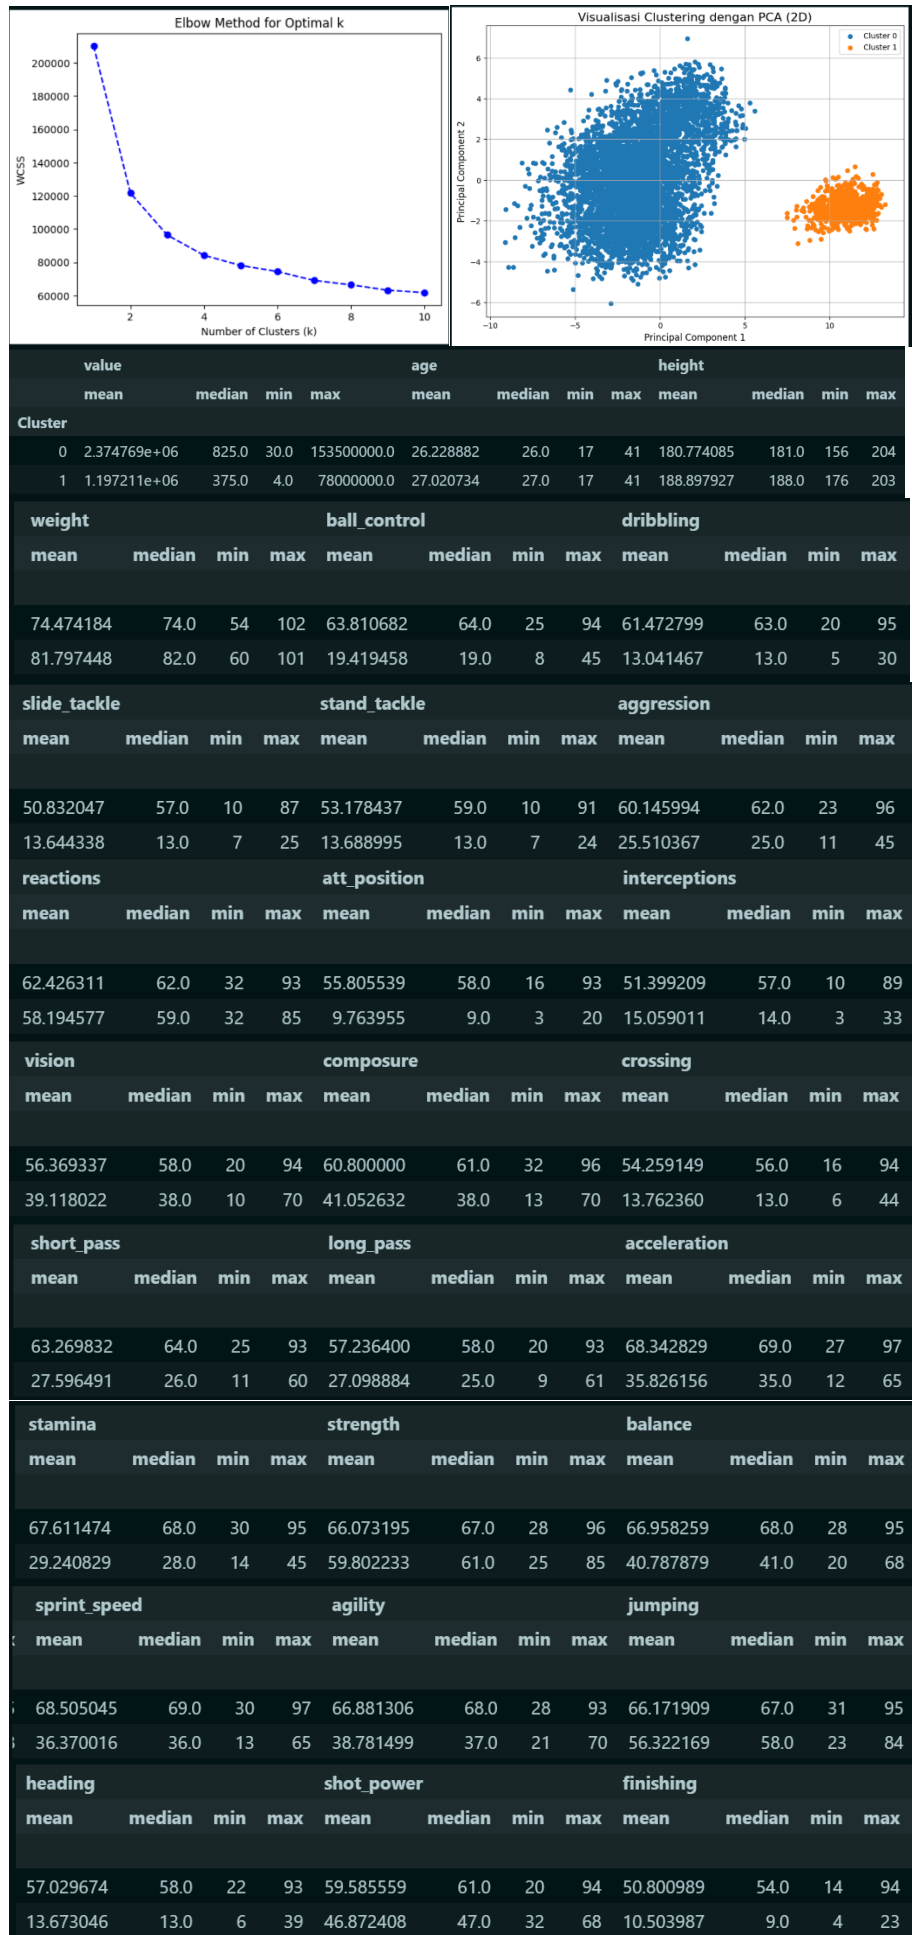 Elbow Method for Optimal k
200000
180000
160000
140000
120000
100000
80000
60000
WCSS
2 4 6 8 10
Number of Clusters (k)
Visualisasi Clustering dengan PCA (2D)
Cluster 0
Cluster 1
6
4
2
0
−2
−4
−6
Principal Component 2
−10 −5 0 5 10
Principal Component 1
value age height
mean median min max mean median min max mean median min max
Cluster
0 2.374769e+06 825.0 30.0 153500000.0 26.228882 26.0 17 41 180.774085 181.0 156 204
1 1.197211e+06 375.0 4.0 78000000.0 27.020734 27.0 17 41 188.897927 188.0 176 203
weight ball_control dribbling
mean median min max mean median min max mean median min max
74.474184 74.0 54 102 63.810682 64.0 25 94 61.472799 63.0 20 95
81.797448 82.0 60 101 19.419458 19.0 8 45 13.041467 13.0 5 30
slide_tackle stand_tackle aggression
mean median min max mean median min max mean median min max
50.832047 57.0 10 87 53.178437 59.0 10 91 60.145994 62.0 23 96
13.644338 13.0 7 25 13.688995 13.0 7 24 25.510367 25.0 11 45
reactions att_position interceptions
mean median min max mean median min max mean median min max
62.426311 62.0 32 93 55.805539 58.0 16 93 51.399209 57.0 10 89
58.194577 59.0 32 85 9.763955 9.0 3 20 15.059011 14.0 3 33
vision composure crossing
mean median min max mean median min max mean median min max
56.369337 58.0 20 94 60.800000 61.0 32 96 54.259149 56.0 16 94
39.118022 38.0 10 70 41.052632 38.0 13 70 13.762360 13.0 6 44
short_pass long_pass acceleration
mean median min max mean median min max mean median min max
63.269832 64.0 25 93 57.236400 58.0 20 93 68.342829 69.0 27 97
27.596491 26.0 11 60 27.098884 25.0 9 61 35.826156 35.0 12 65
stamina strength balance
mean median min max mean median min max mean median min max
67.611474 68.0 30 95 66.073195 67.0 28 96 66.958259 68.0 28 95
29.240829 28.0 14 45 59.802233 61.0 25 85 40.787879 41.0 20 68
sprint_speed agility jumping
mean median min max mean median min max mean median min max
68.505045 69.0 30 97 66.881306 68.0 28 93 66.171909 67.0 31 95
36.370016 36.0 13 65 38.781499 37.0 21 70 56.322169 58.0 23 84
heading shot_power finishing
mean median min max mean median min max mean median min max
57.029674 58.0 22 93 59.585559 61.0 20 94 50.800989 54.0 14 94
13.673046 13.0 6 39 46.872408 47.0 32 68 10.503987 9.0 4 23